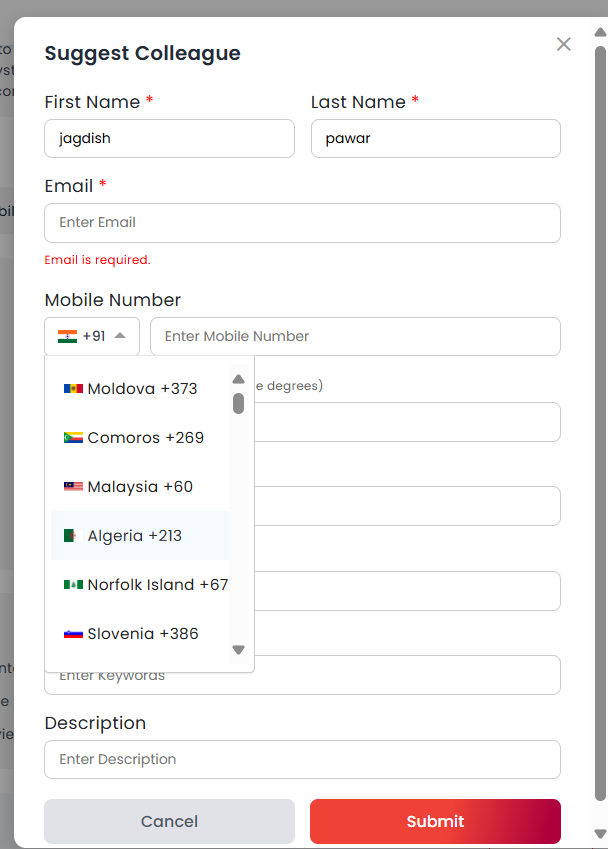 Suggest Colleague
First Name * Last Name *
jagdish pawar
Email *
Enter Email
Email is required.
Mobile Number
+91 Enter Mobile Number
Moldova +373
e degrees)
Comoros +269
Malaysia +60
Algeria +213
Norfolk Island +67
Slovenia +386
Enter Keywords
Description
Enter Description
Cancel Submit